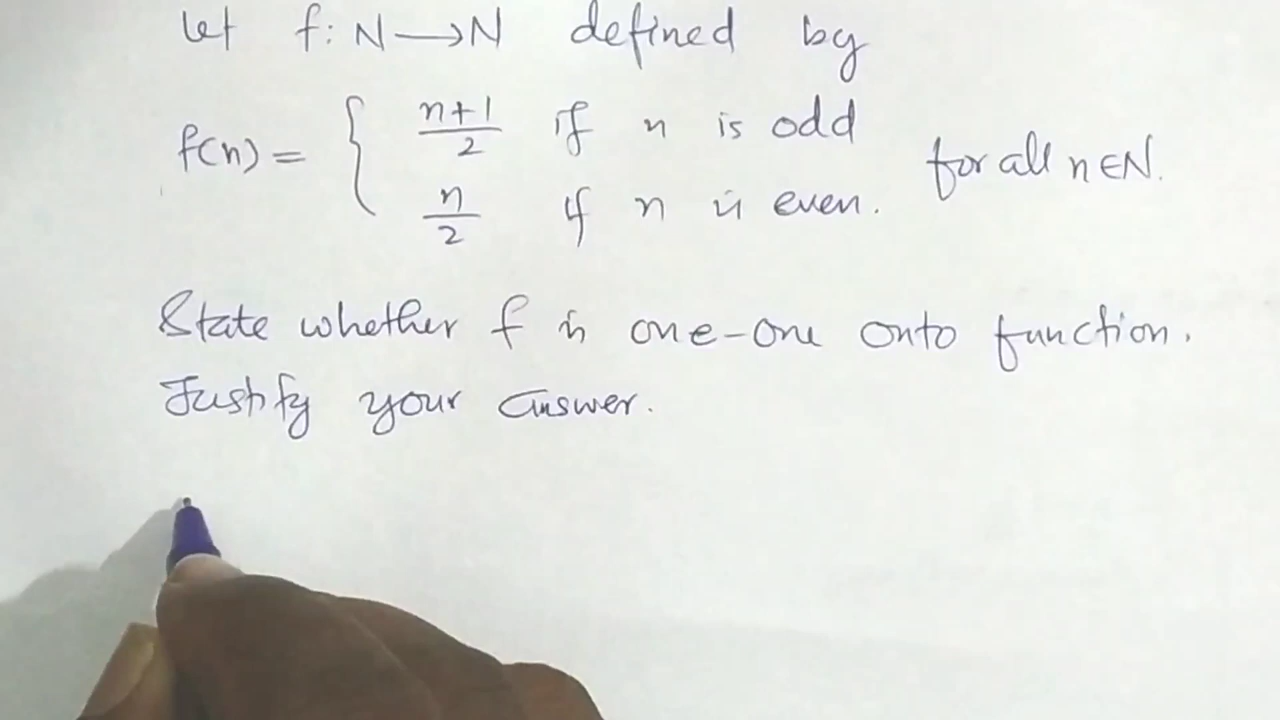 Let f: N → N defined by
f(n) = { n+1/2 if n is odd
n/2 if n is even. for all n ∈ N.
State whether f is one-one onto function.
Justify your answer.